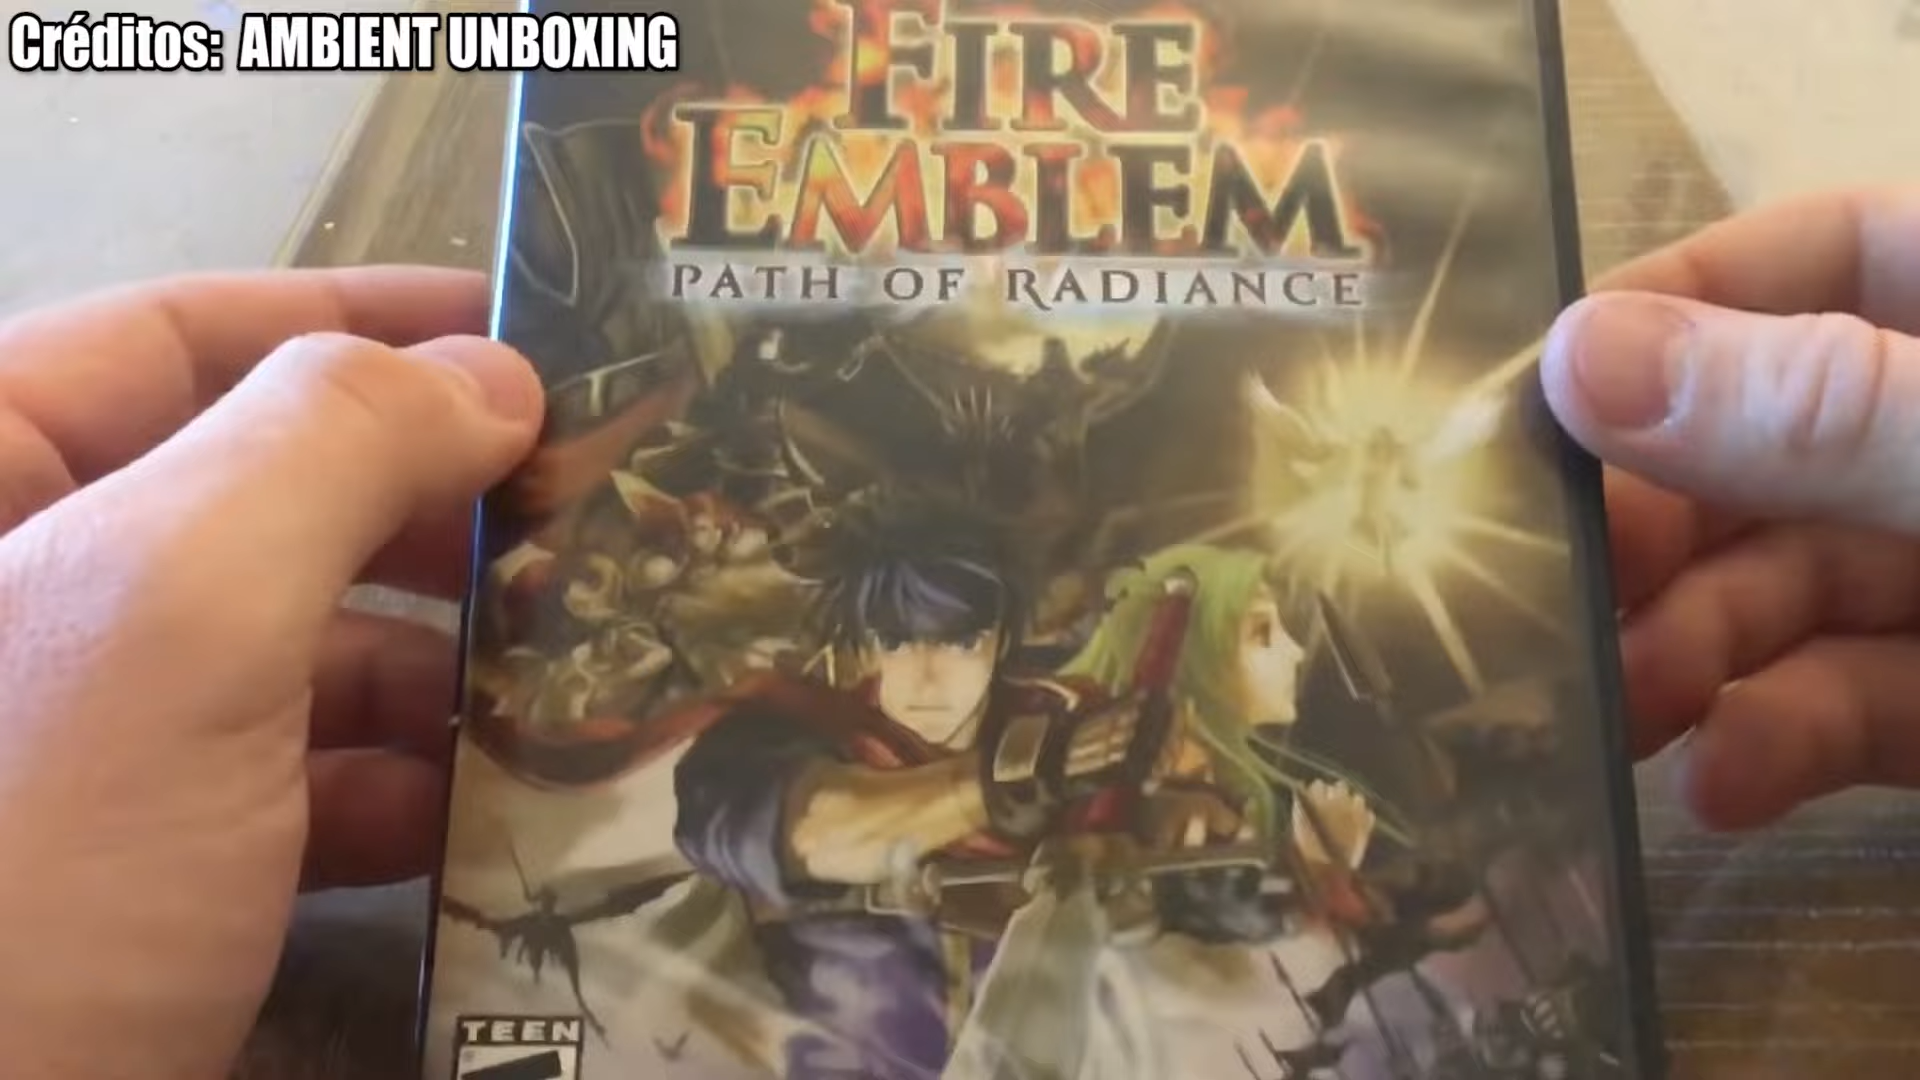 Créditos: AMBIENT UNBOXING
FIRE
EMBLEM
PATH OF RADIANCE
TEEN